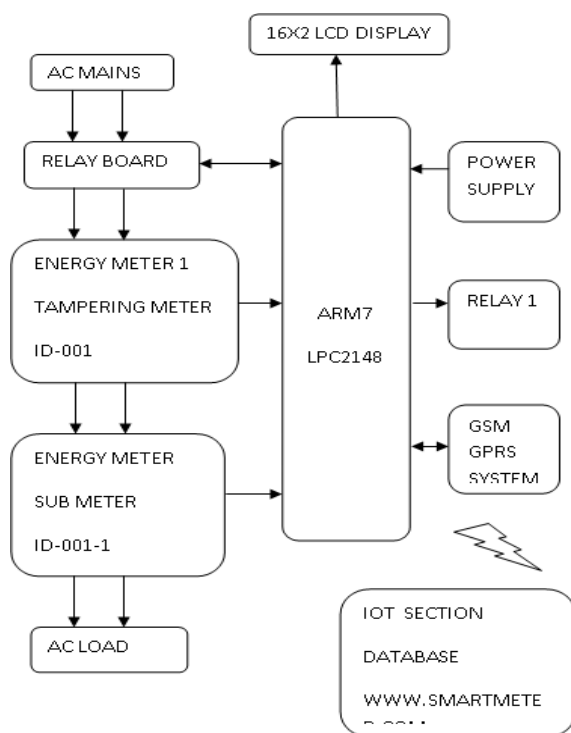 16X2 LCD DISPLAY
AC MAINS
RELAY BOARD
POWER
SUPPLY
ENERGY METER 1
TAMPERING METER
ID-001
ARM7
LPC2148
RELAY 1
ENERGY METER
SUB METER
ID-001-1
GSM
GPRS
SYSTEM
AC LOAD
IOT SECTION
DATABASE
WWW.SMARTMETE